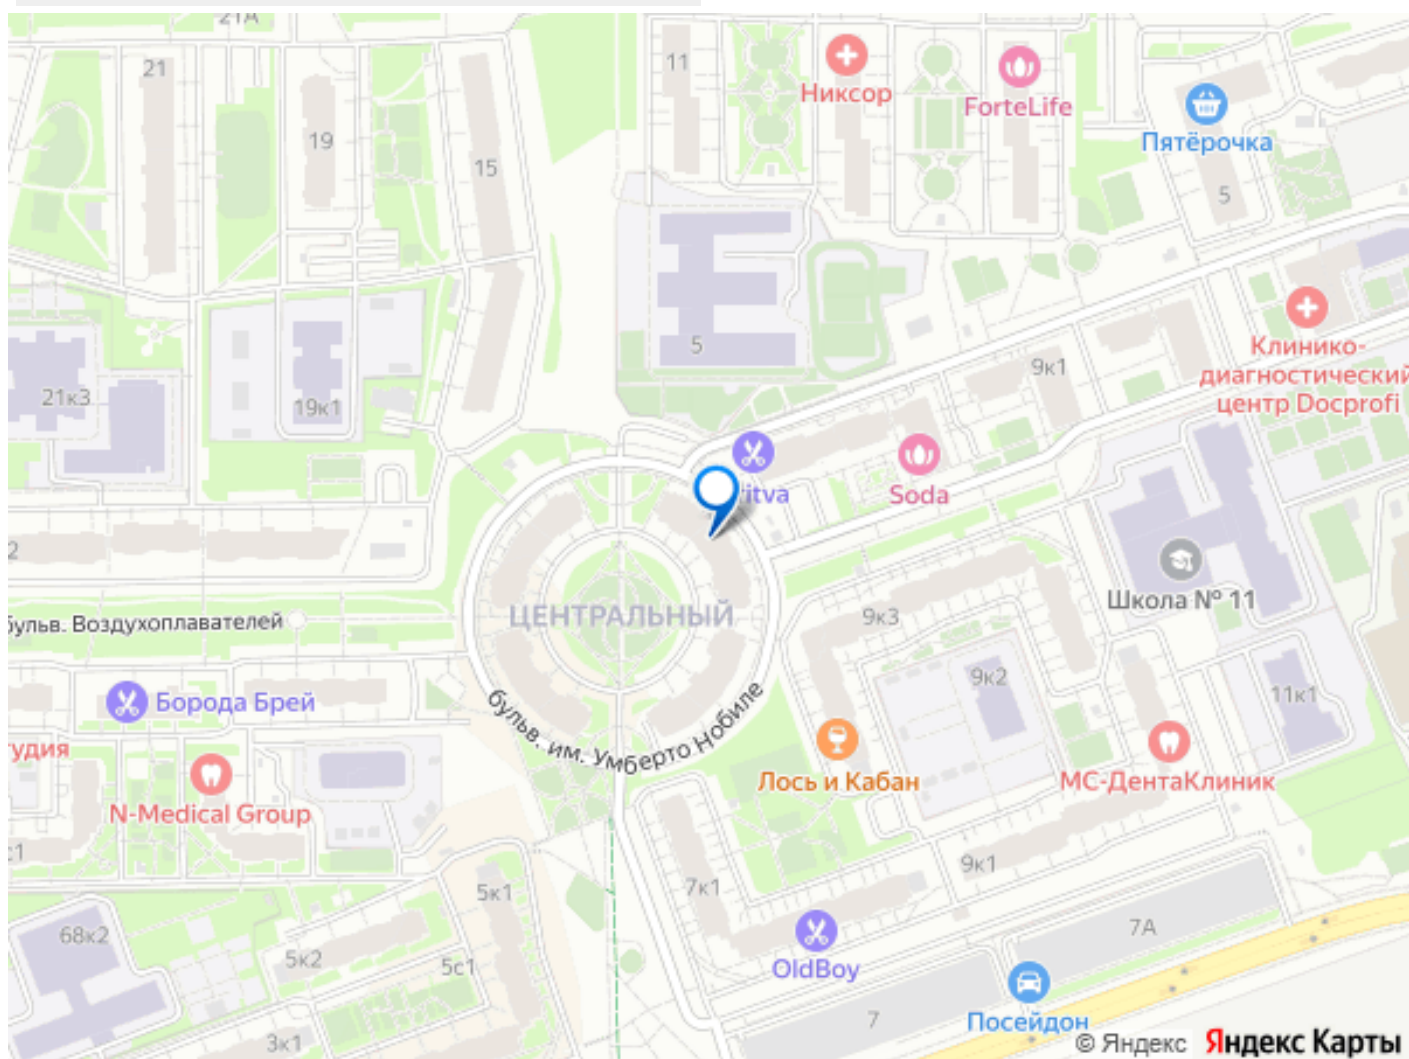 21А
21
11
Никсор
ForteLife
Пятёрочка
19
15
5
5
9к1
Клинико-
диагностический
центр Docprofi
21к3
19к1
itva
Soda
2
Школа № 11
ЦЕНТРАЛЬНЫЙ
9к3
бульв. Воздухоплавателей
9к2
11к1
Борода Брей
бульв. им. Умберто Нобиле
тудия
N-Medical Group
Лось и Кабан
МС-ДентаКлиник
к1
9к1
7к1
5к1
68к2
7А
5к2
5с1
OldBoy
7
Посейдон
3к1
© Яндекс Яндекс Карты